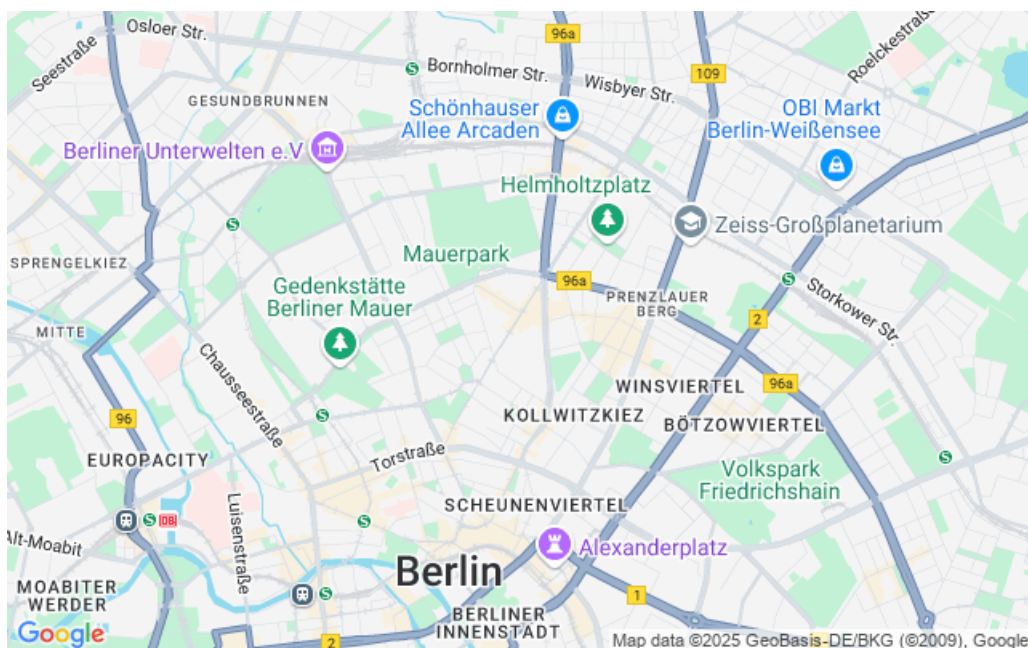 Osloer Str.
96a
Seestraße
Bornholmer Str.
Wisbyer Str.
109
Roelckestraße
GESUNDBRUNNEN
Schönhauser
Allee Arcaden
OBI Markt
Berlin-Weißensee
Berliner Unterwelten e.V
Helmholtzplatz
Zeiss-Großplanetarium
Mauerpark
SPRENGELKIEZ
Gedenkstätte
Berliner Mauer
96a
PRENZLAUER
BERG
Storkower Str.
MITTE
2
Chausseestraße
WINSVIERTEL
96a
96
KOLLWITZKIEZ
BÖTZOWVIERTEL
EUROPACITY
Torstraße
Volkspark
Friedrichshain
Luisenstraße
SCHEUNENVIERTEL
DB
Alt-Moabit
Alexanderplatz
Berlin
MOABITER
WERDER
1
BERLINER
INNENSTADT
2
Google
Map data ©2025 GeoBasis-DE/BKG (©2009), Google
S
S
S
S
S
S
S
S